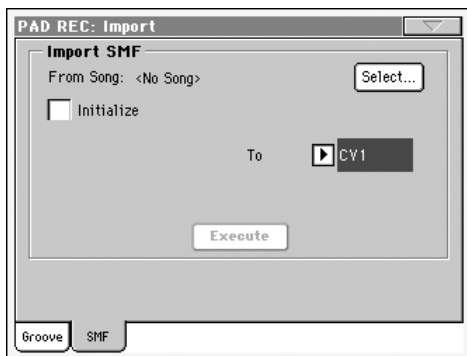 PAD REC: Import
Import SMF
From Song: <No Song>
Select...
Initialize
To
CV1
Execute
Groove
SMF